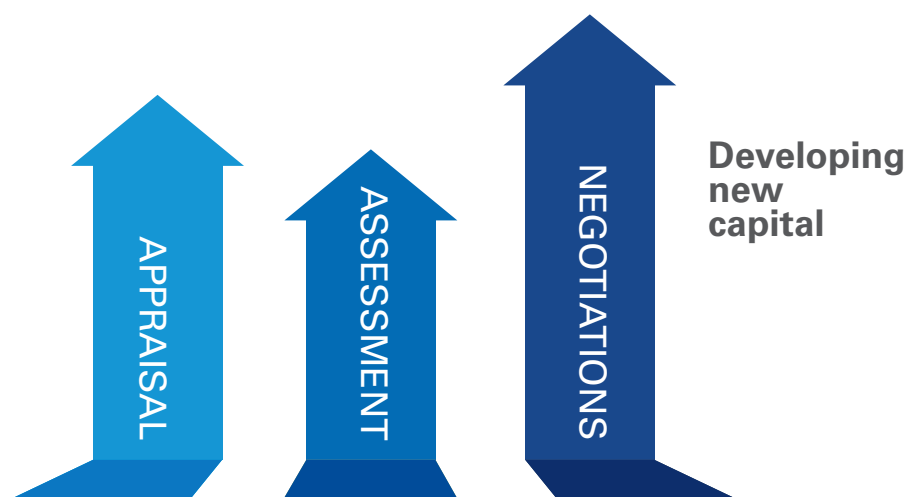 APPRAISAL
ASSESSMENT
NEGOTIATIONS
Developing
new
capital